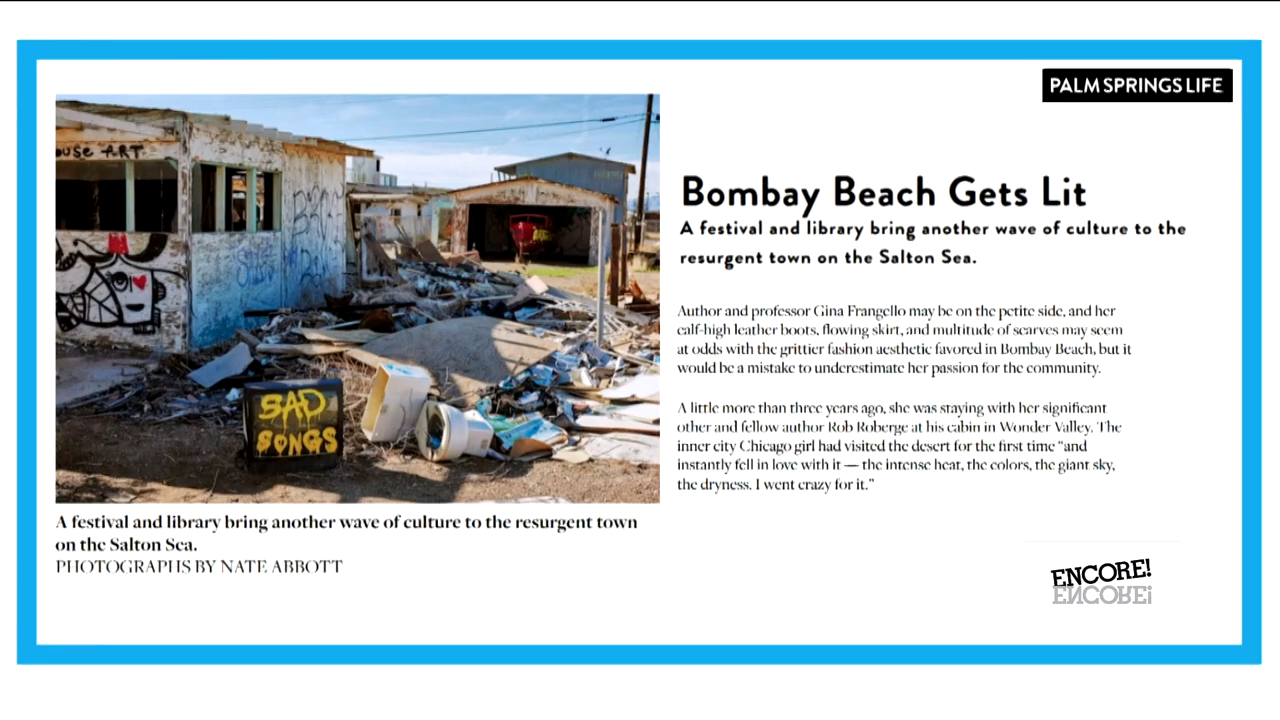 PALM SPRINGS LIFE
OUSE ART
SAD
SONGS
Bombay Beach Gets Lit
A festival and library bring another wave of culture to the
resurgent town on the Salton Sea.
Author and professor Gina Frangello may be on the petite side, and her
calf-high leather boots, flowing skirt, and multitude of scarves may seem
at odds with the grittier fashion aesthetic favored in Bombay Beach, but it
would be a mistake to underestimate her passion for the community.
A little more than three years ago, she was staying with her significant
other and fellow author Rob Roberge at his cabin in Wonder Valley. The
inner city Chicago girl had visited the desert for the first time “and
instantly fell in love with it — the intense heat, the colors, the giant sky,
the dryness. I went crazy for it.”
A festival and library bring another wave of culture to the resurgent town
on the Salton Sea.
PHOTOGRAPHS BY NATE ABBOTT
ENCORE!
ENCORE!